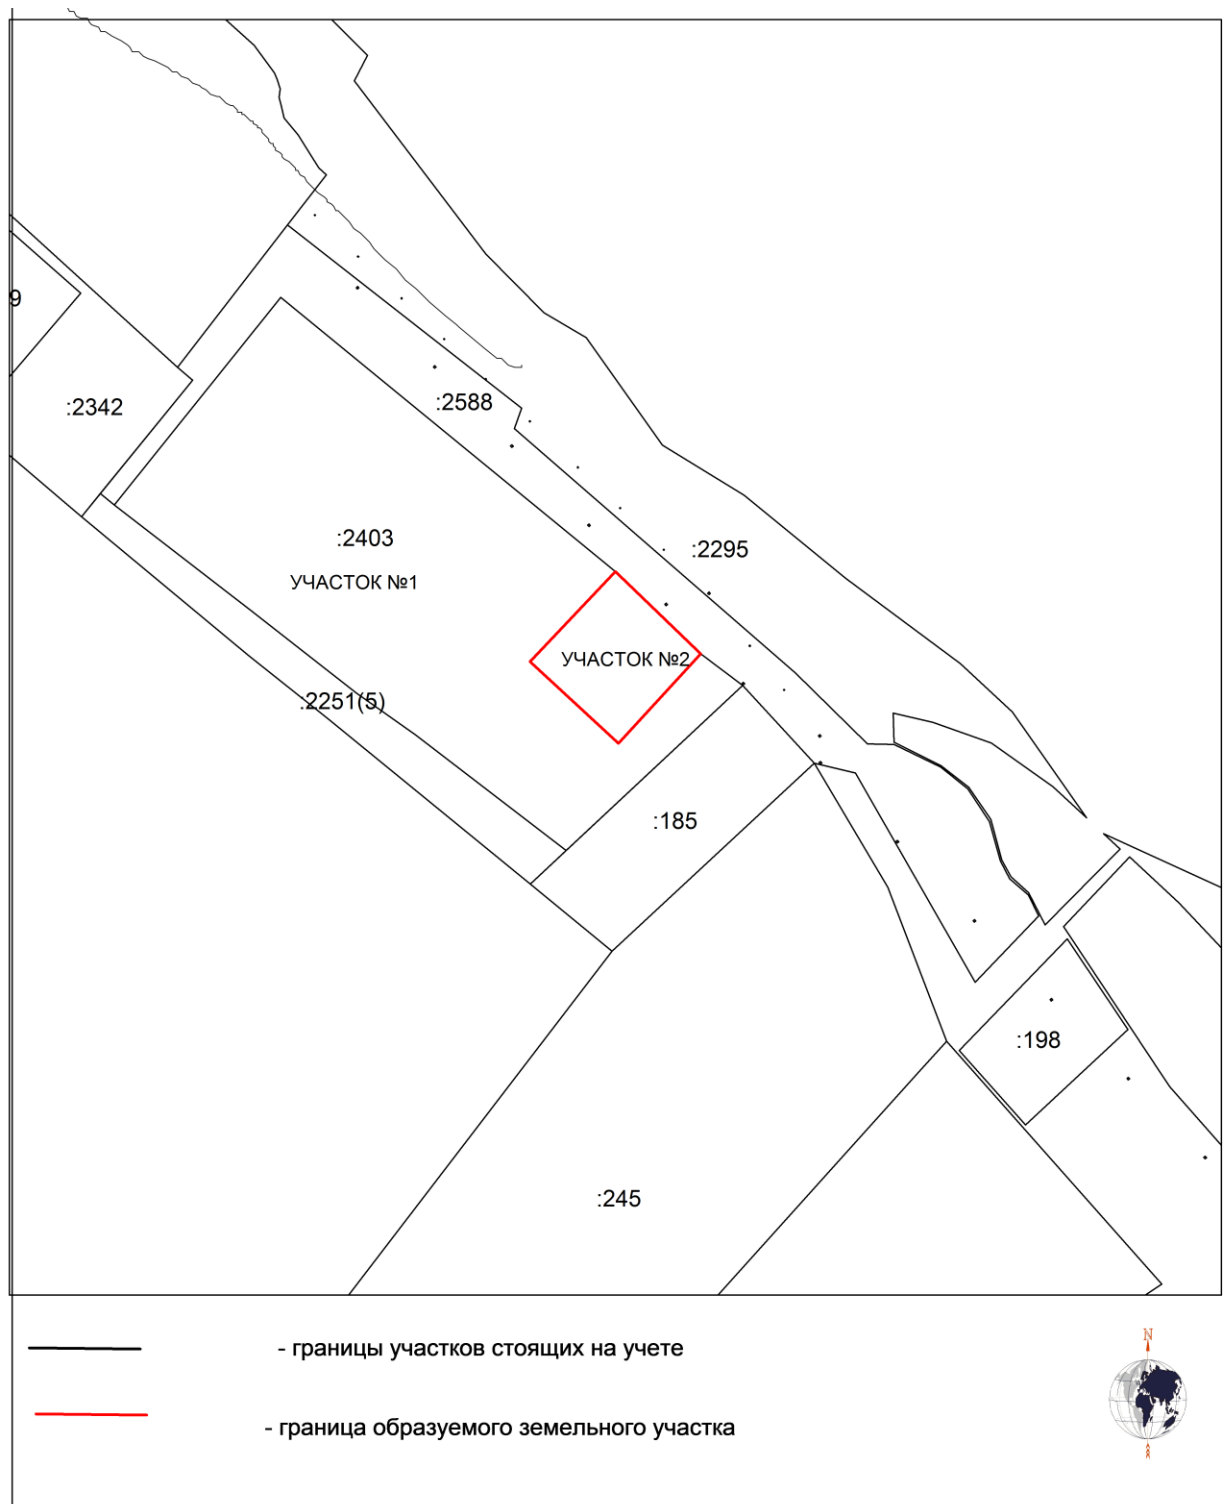 9
:2342
:2588
:2403
УЧАСТОК №1
:2295
УЧАСТОК №2
:2251(5)
:185
:198
:245
- границы участков стоящих на учете
N
- граница образуемого земельного участка